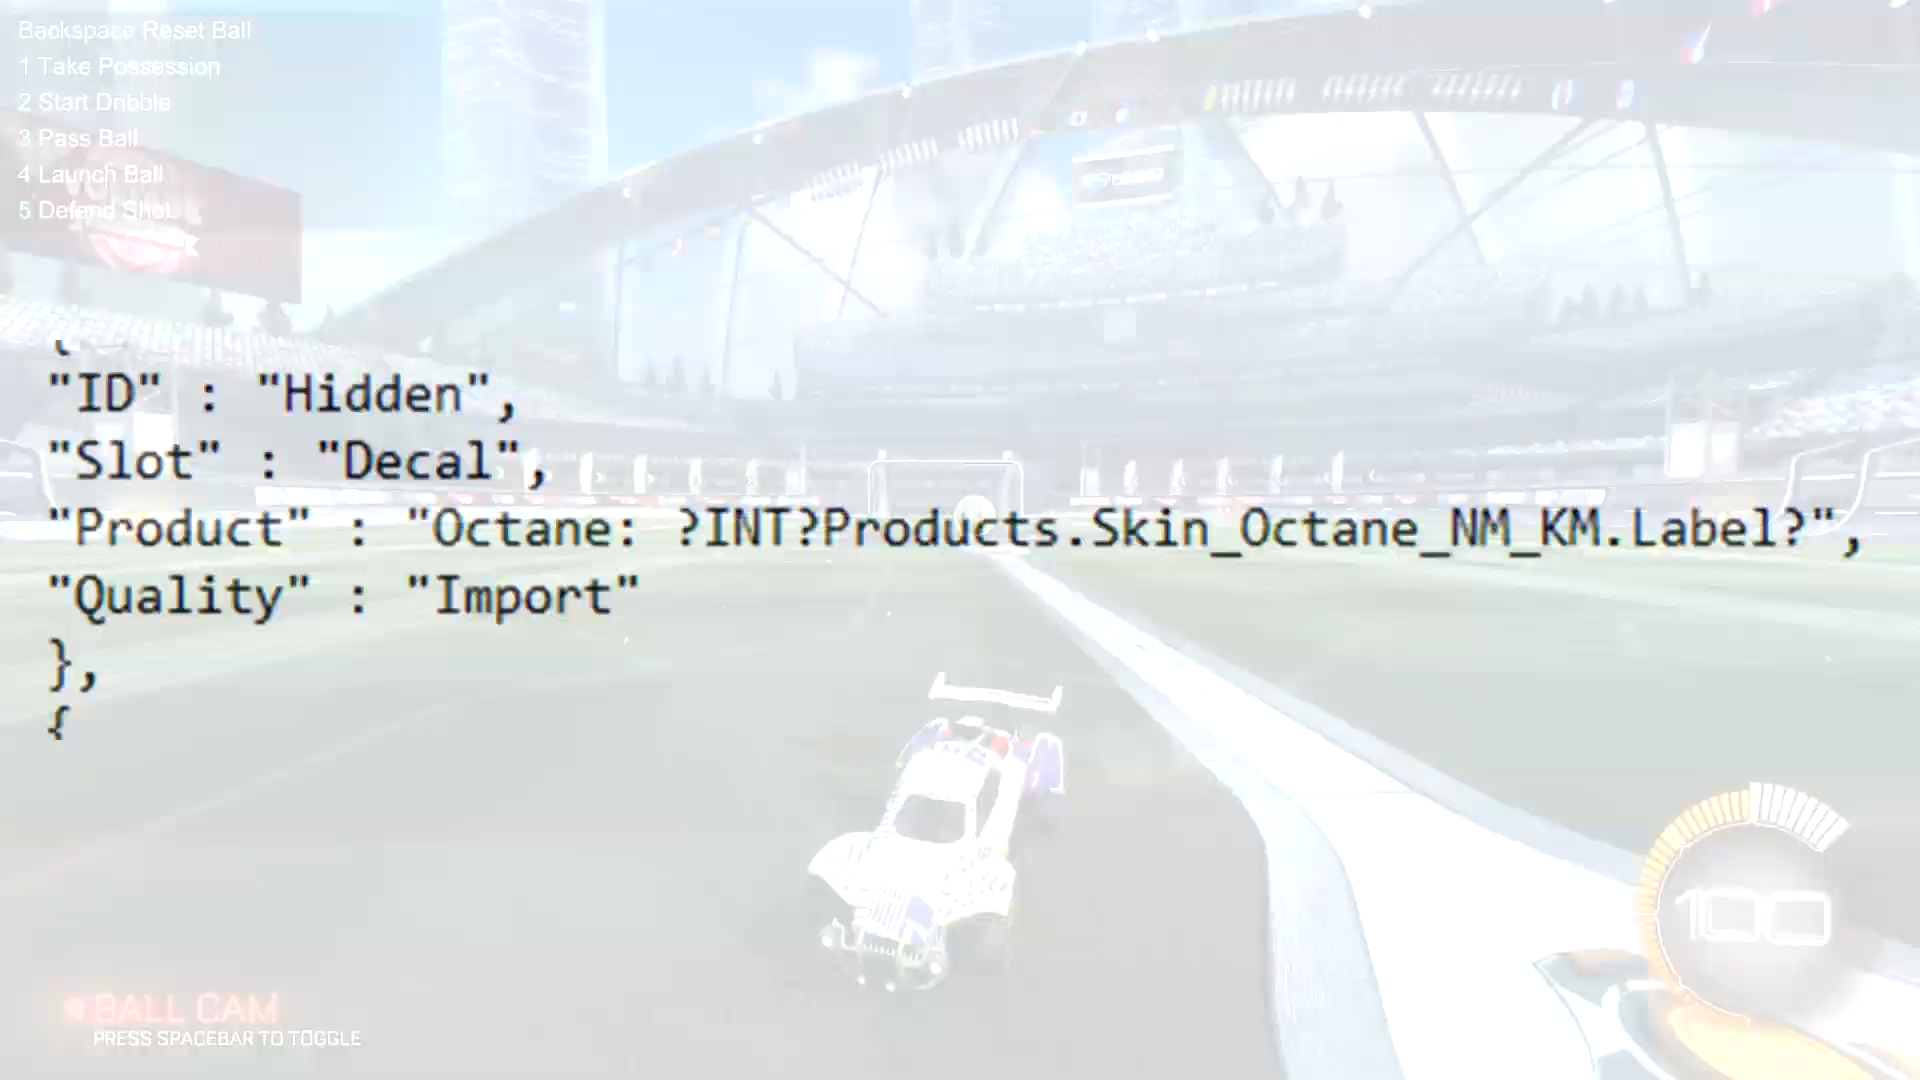 Backspace Reset Ball
1 Take Possession
2 Start Dribble
3 Pass Ball
4 Launch Ball
5 Defend Shot
"ID" : "Hidden",
"Slot" : "Decal",
"Product" : "Octane: ?INT?Products.Skin_Octane_NM_KM.Label?",
"Quality" : "Import"
},
{
100
BALL CAM
PRESS SPACEBAR TO TOGGLE